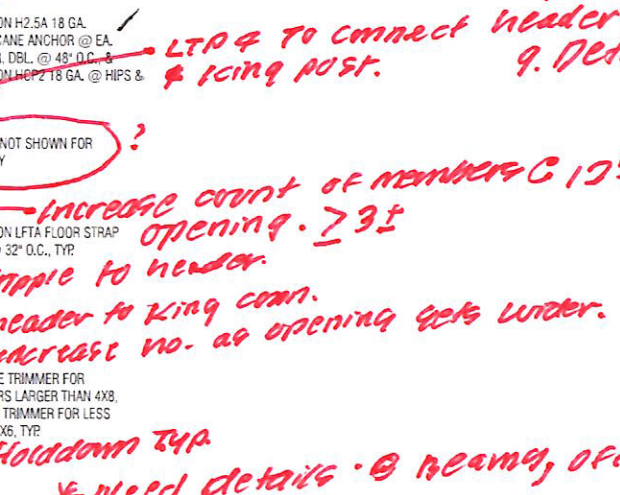 ON H2.5A 18 GA.
CANE ANCHOR @ EA.
, DBL. @ 48" O.C., &
ON HCP2 18 GA. @ HIPS &
LTP4 To connect header
& King post.
9. Det
NOT SHOWN FOR
Y
?
Increase count of members @ 12'
opening. ≥ 3±
ON LFTA FLOOR STRAP
32" O.C., TYP.
ripple to header.
header to King conn.
increase no. as opening gets wider.
E TRIMMER FOR
RS LARGER THAN 4X8,
TRIMMER FOR LESS
X6, TYP.
Holddown Typ.
Need details @ Beams, of